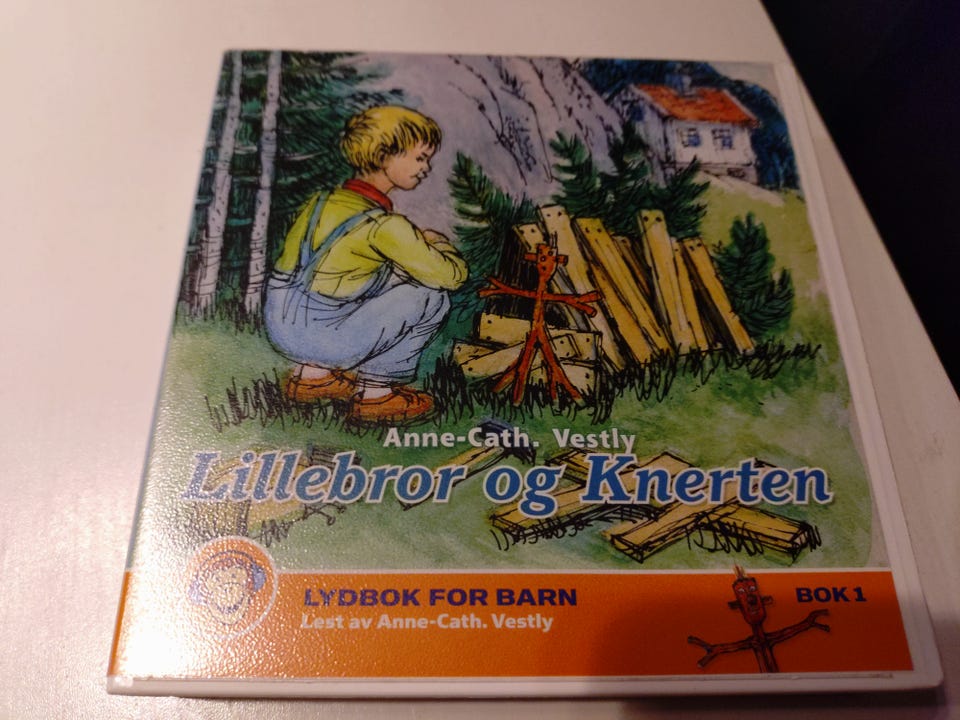 Anne-Cath. Vestly
Lillebror og Knerten
LYDBOK FOR BARN
BOK 1
Lest av Anne-Cath. Vestly